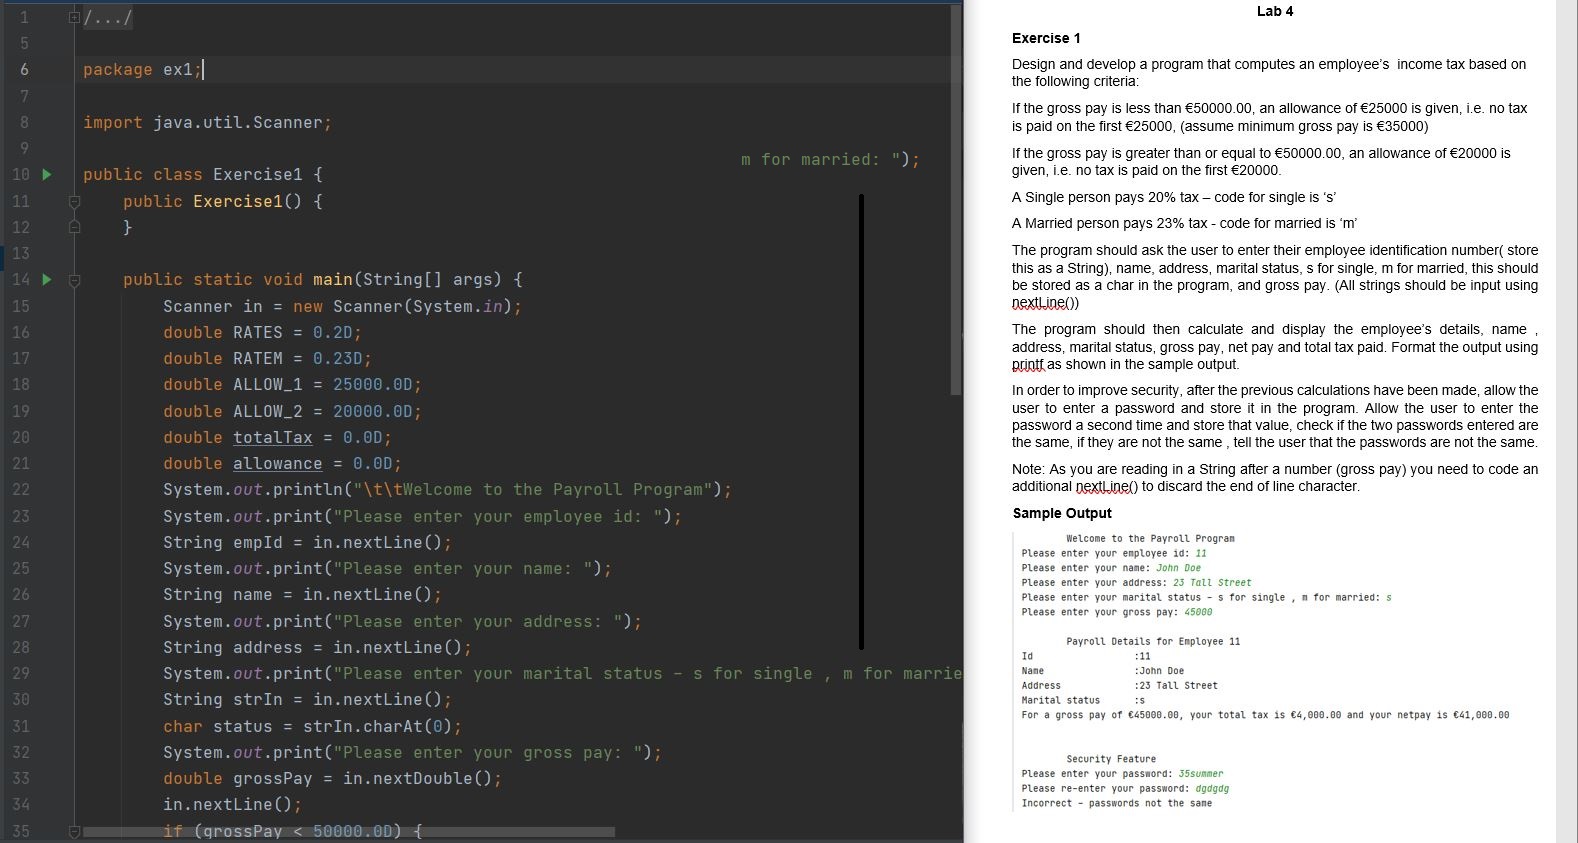 1 /.../
5
6 package ex1;
7
8 import java.util.Scanner;
9
m for married: ");
10 public class Exercise1 {
11 public Exercise1() {
12 }
13
14 public static void main(String[] args) {
15 Scanner in = new Scanner(System.in);
16 double RATES = 0.2D;
17 double RATEM = 0.23D;
18 double ALLOW_1 = 25000.0D;
19 double ALLOW_2 = 20000.0D;
20 double totalTax = 0.0D;
21 double allowance = 0.0D;
22 System.out.println("\t\tWelcome to the Payroll Program");
23 System.out.print("Please enter your employee id: ");
24 String empId = in.nextLine();
25 System.out.print("Please enter your name: ");
26 String name = in.nextLine();
27 System.out.print("Please enter your address: ");
28 String address = in.nextLine();
29 System.out.print("Please enter your marital status - s for single , m for marrie
30 String strIn = in.nextLine();
31 char status = strIn.charAt(0);
32 System.out.print("Please enter your gross pay: ");
33 double grossPay = in.nextDouble();
34 in.nextLine();
35 if (grossPay < 50000.0D) {
Lab 4
Exercise 1
Design and develop a program that computes an employee's income tax based on
the following criteria:
If the gross pay is less than €50000.00, an allowance of €25000 is given, i.e. no tax
is paid on the first €25000, (assume minimum gross pay is €35000)
If the gross pay is greater than or equal to €50000.00, an allowance of €20000 is
given, i.e. no tax is paid on the first €20000.
A Single person pays 20% tax – code for single is ‘s’
A Married person pays 23% tax - code for married is ‘m’
The program should ask the user to enter their employee identification number( store
this as a String), name, address, marital status, s for single, m for married, this should
be stored as a char in the program, and gross pay. (All strings should be input using
nextLine())
The program should then calculate and display the employee's details, name ,
address, marital status, gross pay, net pay and total tax paid. Format the output using
printf as shown in the sample output.
In order to improve security, after the previous calculations have been made, allow the
user to enter a password and store it in the program. Allow the user to enter the
password a second time and store that value, check if the two passwords entered are
the same, if they are not the same , tell the user that the passwords are not the same.
Note: As you are reading in a String after a number (gross pay) you need to code an
additional nextLine() to discard the end of line character.
Sample Output
Welcome to the Payroll Program
Please enter your employee id: 11
Please enter your name: John Doe
Please enter your address: 23 Tall Street
Please enter your marital status - s for single , m for married: s
Please enter your gross pay: 45000
Payroll Details for Employee 11
Id :11
Name :John Doe
Address :23 Tall Street
Marital status :s
For a gross pay of €45000.00, your total tax is €4,000.00 and your netpay is €41,000.00
Security Feature
Please enter your password: 35summer
Please re-enter your password: dgdgdg
Incorrect - passwords not the same